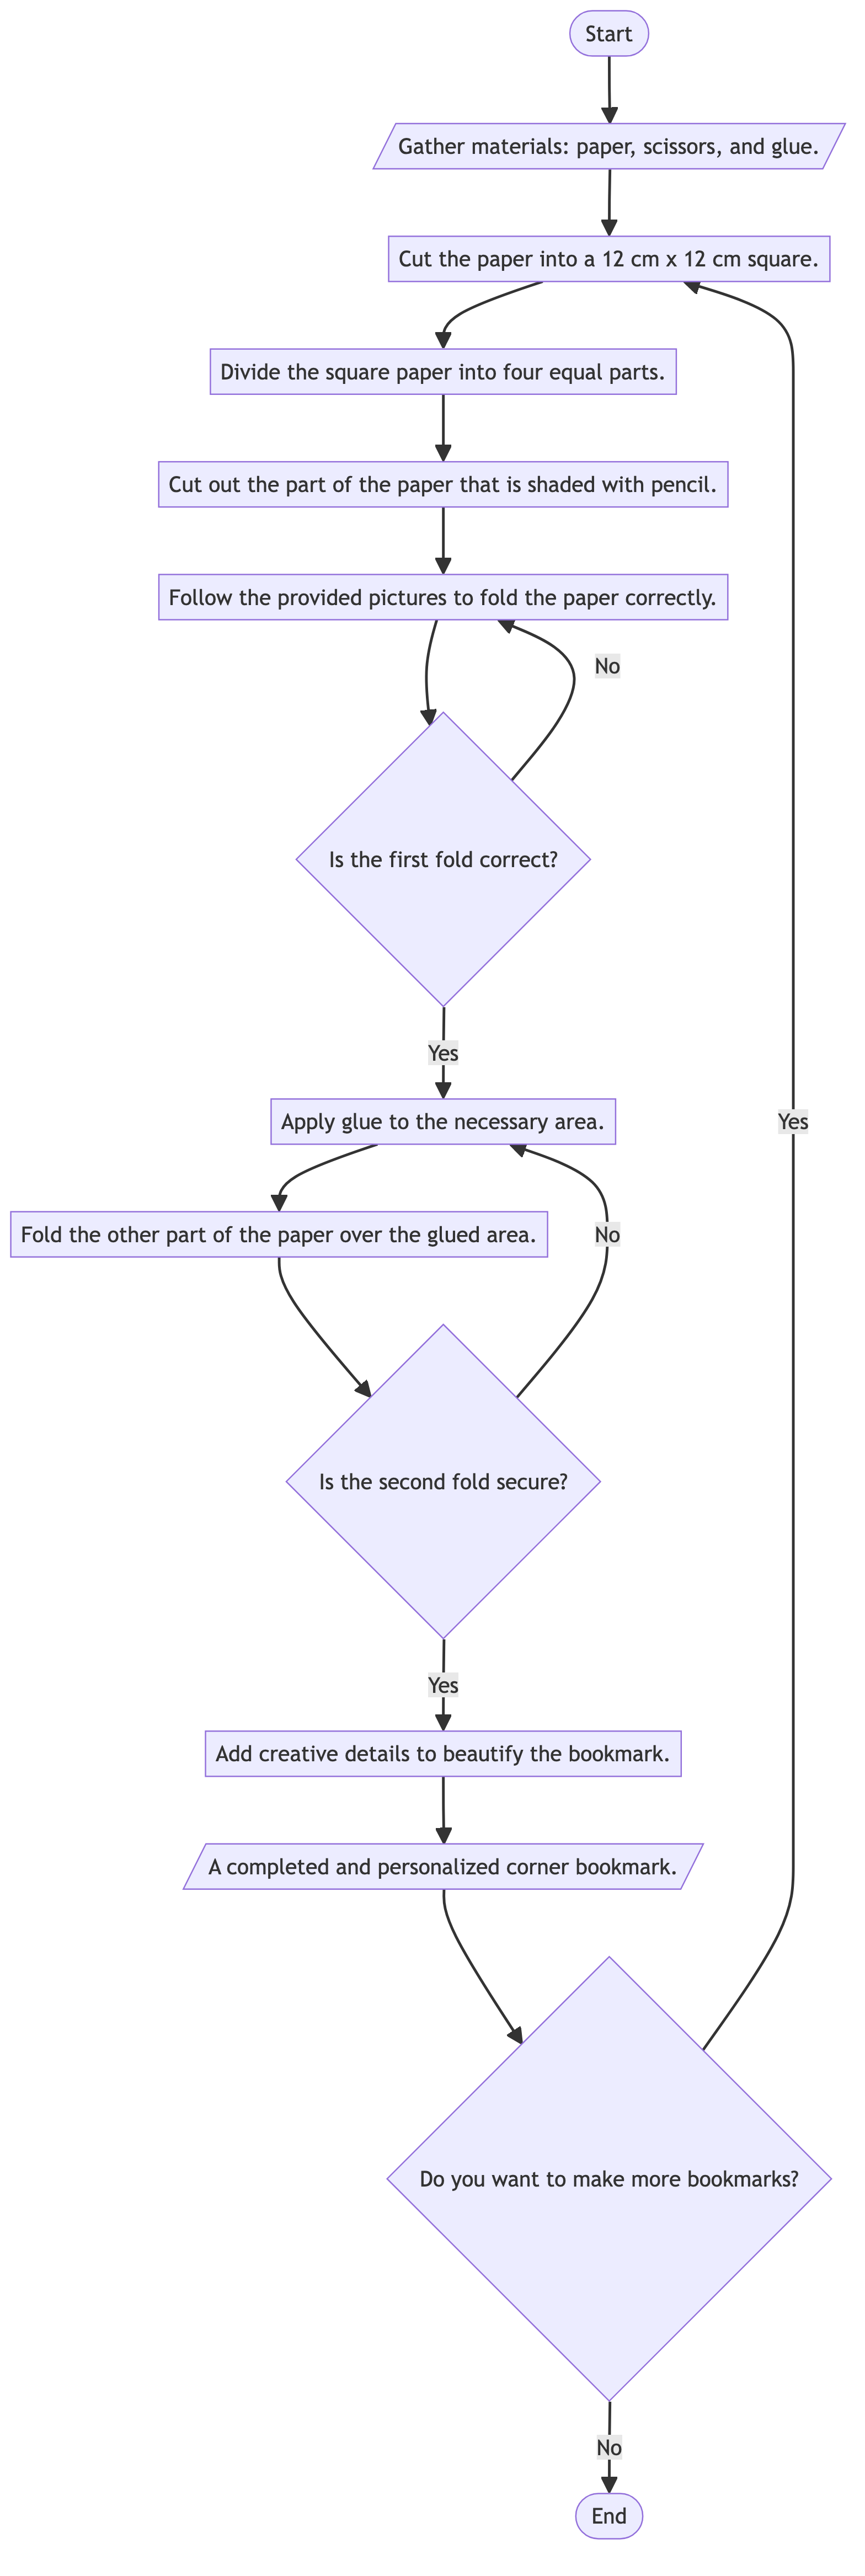 Start
Gather materials: paper, scissors, and glue.
Cut the paper into a 12 cm x 12 cm square.
Divide the square paper into four equal parts.
Cut out the part of the paper that is shaded with pencil.
Follow the provided pictures to fold the paper correctly.
No
Is the first fold correct?
Yes
Apply glue to the necessary area.
Yes
Fold the other part of the paper over the glued area.
No
Is the second fold secure?
Yes
Add creative details to beautify the bookmark.
A completed and personalized corner bookmark.
Do you want to make more bookmarks?
No
End